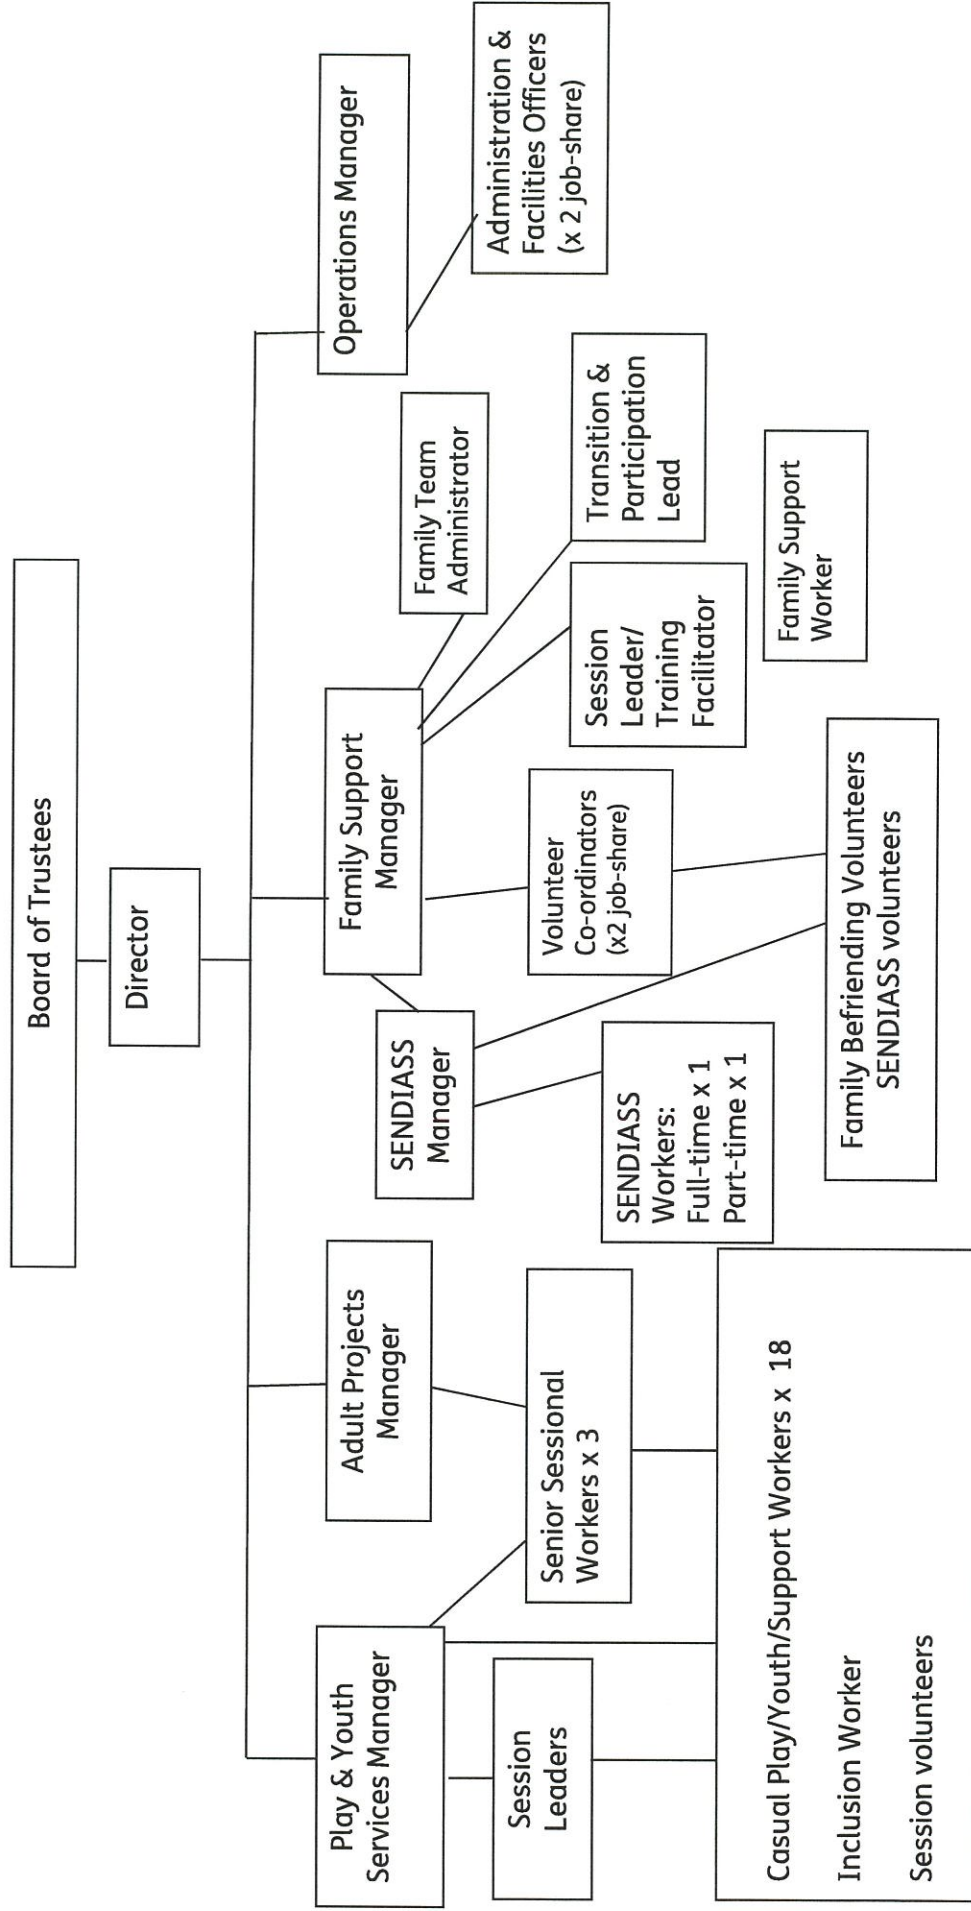 Board of Trustees
Director
Play & Youth
Services Manager
Adult Projects
Manager
Family Support
Manager
Operations Manager
SENDIASS
Manager
Family Team
Administrator
Session
Leaders
Senior Sessional
Workers x 3
Volunteer
Co-ordinators
(x2 job-share)
Administration &
Facilities Officers
(x 2 job-share)
SENDIASS
Workers:
Full-time x 1
Part-time x 1
Session
Leader/
Training
Facilitator
Transition &
Participation
Lead
Family Support
Worker
Casual Play/Youth/Support Workers x 18
Inclusion Worker
Session volunteers
Family Befriending Volunteers
SENDIASS volunteers